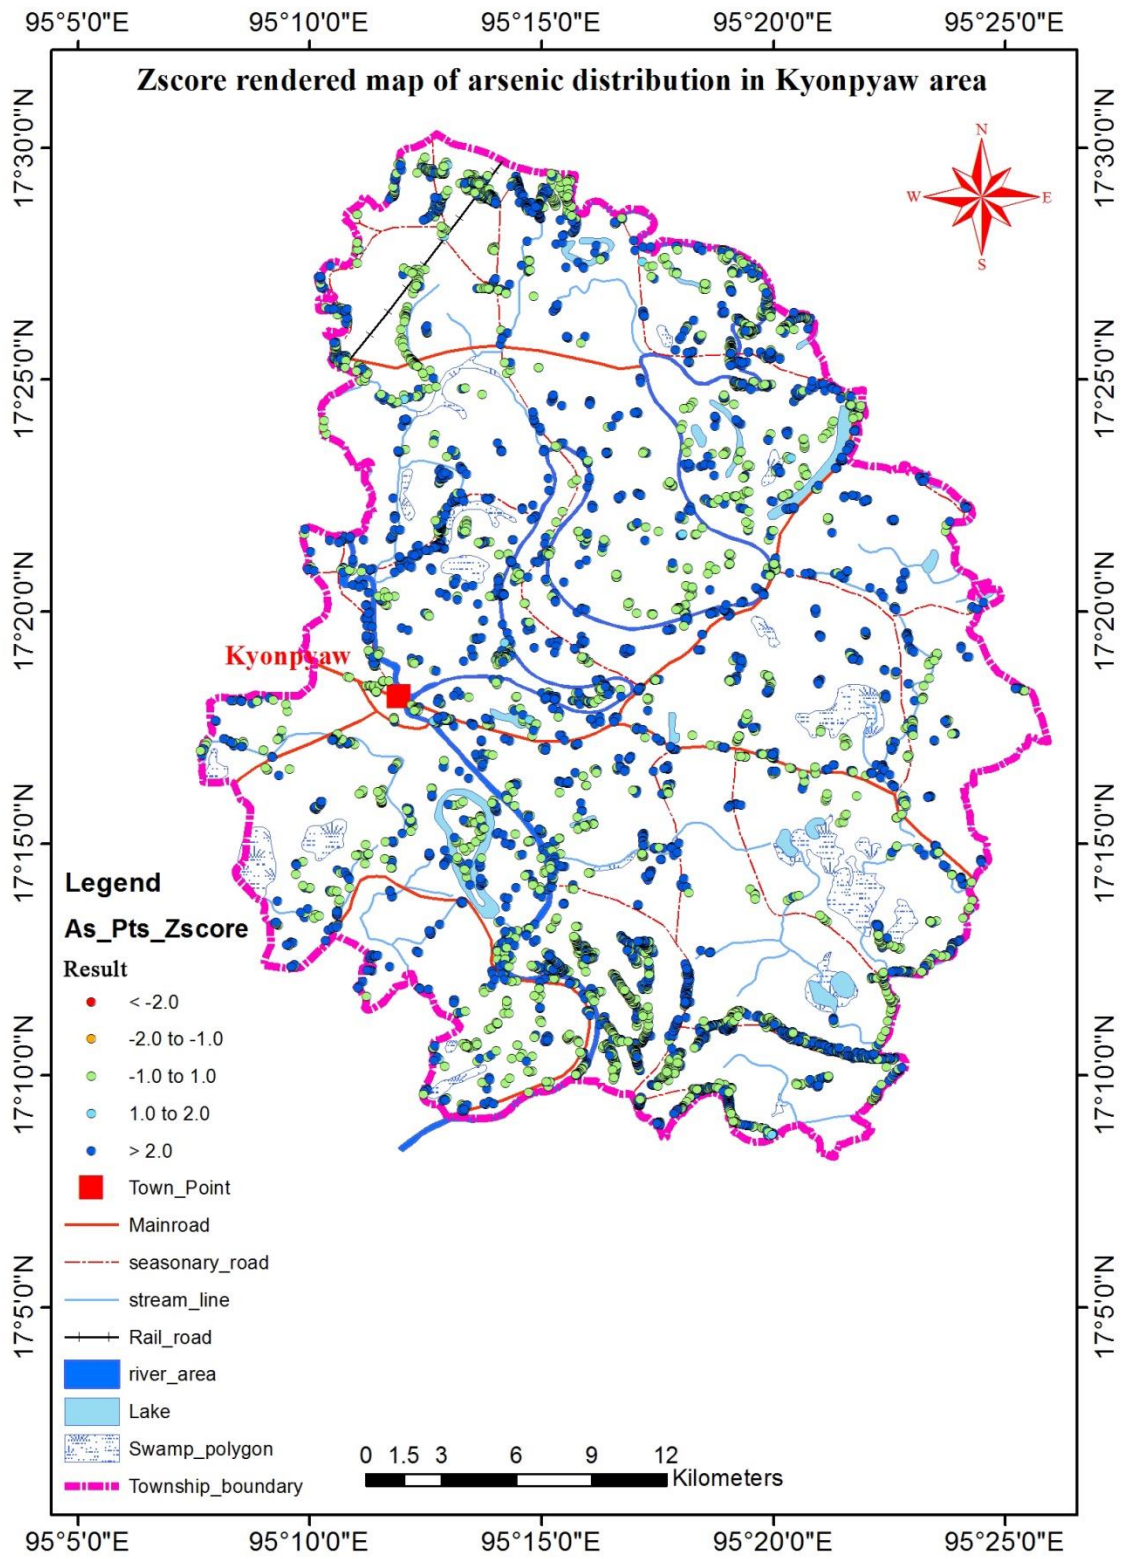 95°5'0"E 95°10'0"E 95°15'0"E 95°20'0"E 95°25'0"E
Zscore rendered map of arsenic distribution in Kyonpyaw area
N
W E
S
17°30'0"N 17°30'0"N
17°25'0"N 17°25'0"N
17°20'0"N 17°20'0"N
Kyonpyaw
17°15'0"N 17°15'0"N
17°10'0"N 17°10'0"N
17°5'0"N 17°5'0"N
Legend
As_Pts_Zscore
Result
< -2.0
-2.0 to -1.0
-1.0 to 1.0
1.0 to 2.0
> 2.0
Town_Point
Mainroad
seasonary_road
stream_line
Rail_road
river_area
Lake
Swamp_polygon
Township_boundary
0 1.5 3 6 9 12
Kilometers
95°5'0"E 95°10'0"E 95°15'0"E 95°20'0"E 95°25'0"E